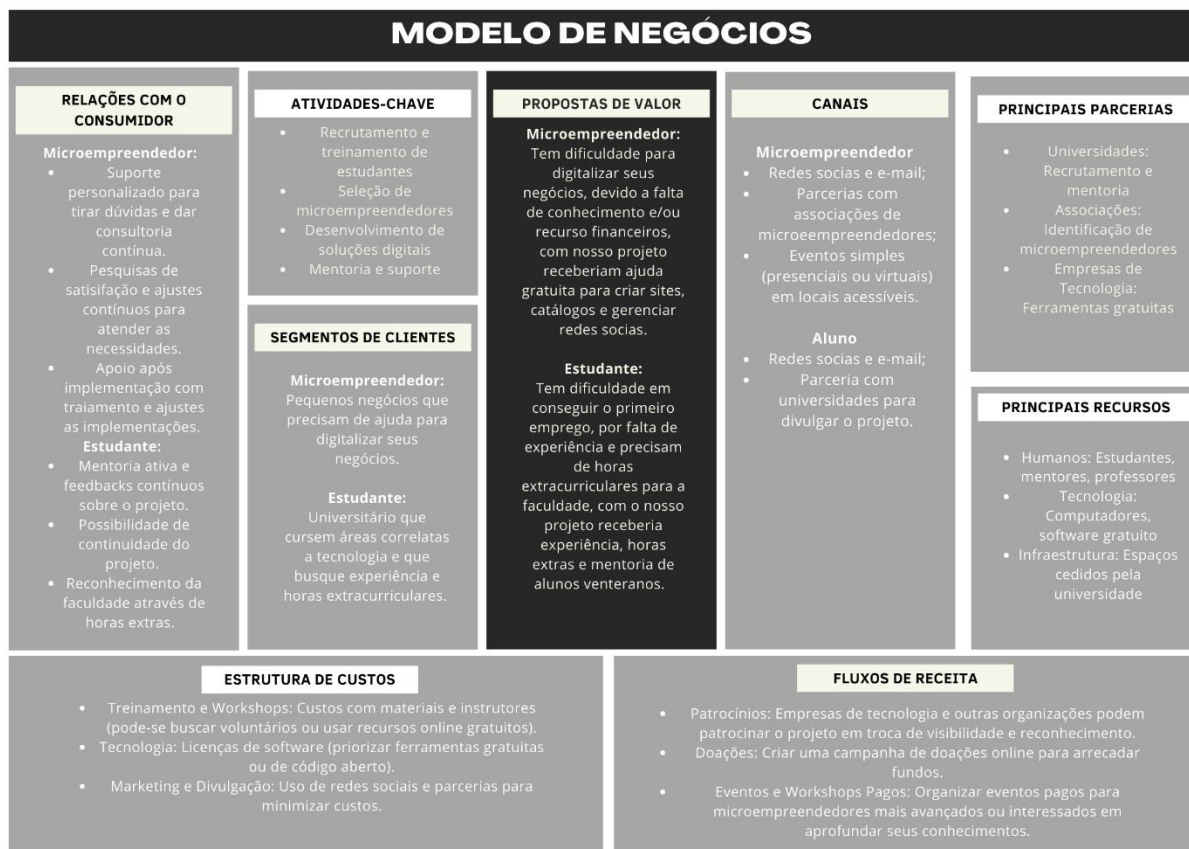 MODELO DE NEGÓCIOS
RELAÇÕES COM O
CONSUMIDOR
Microempreendedor:
• Suporte
personalizado para
tirar dúvidas e dar
consultoria
contínua.
• Pesquisas de
satisifação e ajustes
contínuos para
atender as
necessidades.
• Apoio após
implementação com
traiamento e ajustes
as implementações.
Estudante:
• Mentoria ativa e
feedbacks contínuos
sobre o projeto.
• Possibilidade de
continuidade do
projeto.
• Reconhecimento da
faculdade através de
horas extras.
ATIVIDADES-CHAVE
• Recrutamento e
treinamento de
estudantes
• Seleção de
microempreendedores
• Desenvolvimento de
soluções digitais
• Mentoria e suporte
SEGMENTOS DE CLIENTES
Microempreendedor:
Pequenos negócios que
precisam de ajuda para
digitalizar seus
negócios.
Estudante:
Universitário que
cursem áreas correlatas
a tecnologia e que
busque experiência e
horas extracurriculares.
PROPOSTAS DE VALOR
Microempreendedor:
Tem dificuldade para
digitalizar seus
negócios, devido a falta
de conhecimento e/ou
recurso financeiros,
com nosso projeto
receberiam ajuda
gratuita para criar sites,
catálogos e gerenciar
redes socias.
Estudante:
Tem dificuldade em
conseguir o primeiro
emprego, por falta de
experiência e precisam
de horas
extracurriculares para a
faculdade, com o nosso
projeto receberia
experiência, horas
extras e mentoria de
alunos venteranos.
CANAIS
Microempreendedor
• Redes socias e e-mail;
• Parcerias com
associações de
microeempreendedores;
• Eventos simples
(presenciais ou virtuais)
em locais acessíveis.
Aluno
• Redes socias e e-mail;
• Parceria com
universidades para
divulgar o projeto.
PRINCIPAIS PARCERIAS
• Universidades:
Recrutamento e
mentoria
• Associações:
Identificação de
microempreendedores
• Empresas de
Tecnologia:
Ferramentas gratuitas
PRINCIPAIS RECURSOS
• Humanos: Estudantes,
mentores, professores
• Tecnologia:
Computadores,
software gratuito
• Infraestrutura: Espaços
cedidos pela
universidade
ESTRUTURA DE CUSTOS
• Treinamento e Workshops: Custos com materiais e instrutores
(pode-se buscar voluntários ou usar recursos online gratuitos).
• Tecnologia: Licenças de software (priorizar ferramentas gratuitas
ou de código aberto).
• Marketing e Divulgação: Uso de redes sociais e parcerias para
minimizar custos.
FLUXOS DE RECEITA
• Patrocínios: Empresas de tecnologia e outras organizações podem
patrocinar o projeto em troca de visibilidade e reconhecimento.
• Doações: Criar uma campanha de doações online para arrecadar
fundos.
• Eventos e Workshops Pagos: Organizar eventos pagos para
microempreendedores mais avançados ou interessados em
aprofundar seus conhecimentos.